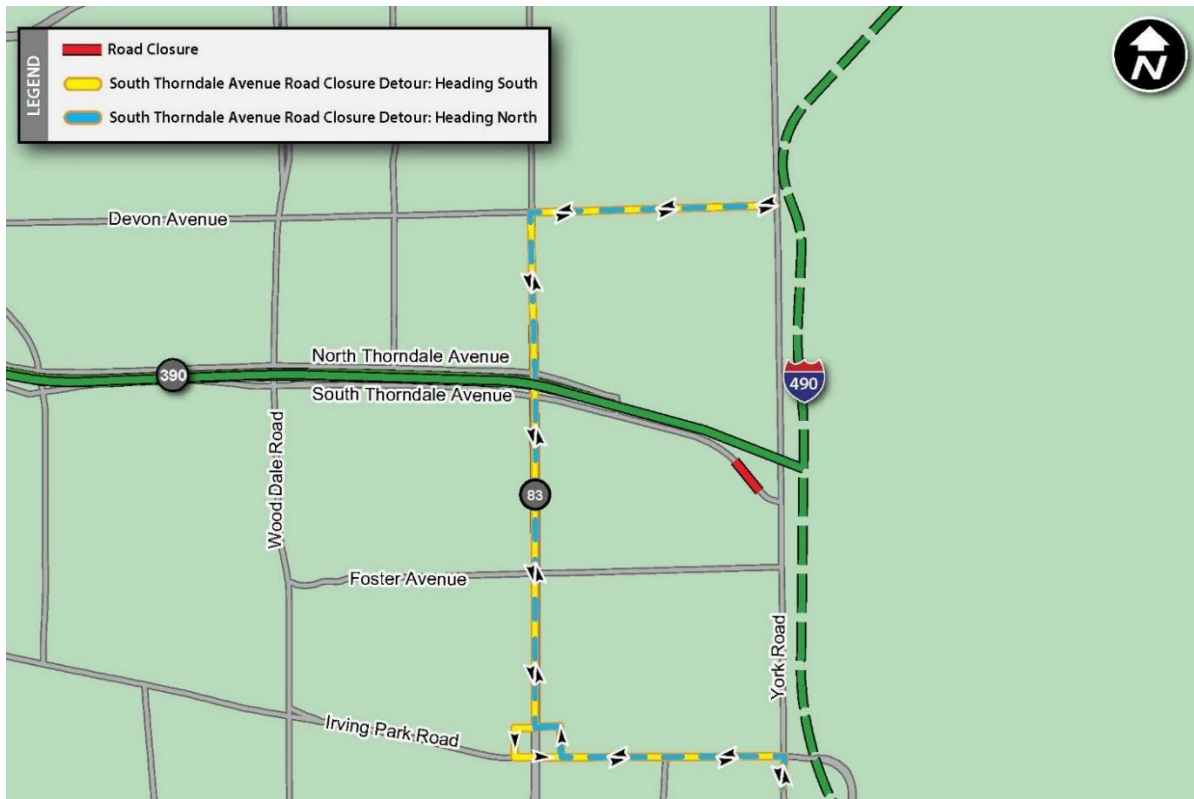 LEGEND
Road Closure
South Thorndale Avenue Road Closure Detour: Heading South
South Thorndale Avenue Road Closure Detour: Heading North
N
Devon Avenue
North Thorndale Avenue
390
South Thorndale Avenue
490
Wood Dale Road
83
Foster Avenue
York Road
Irving Park Road